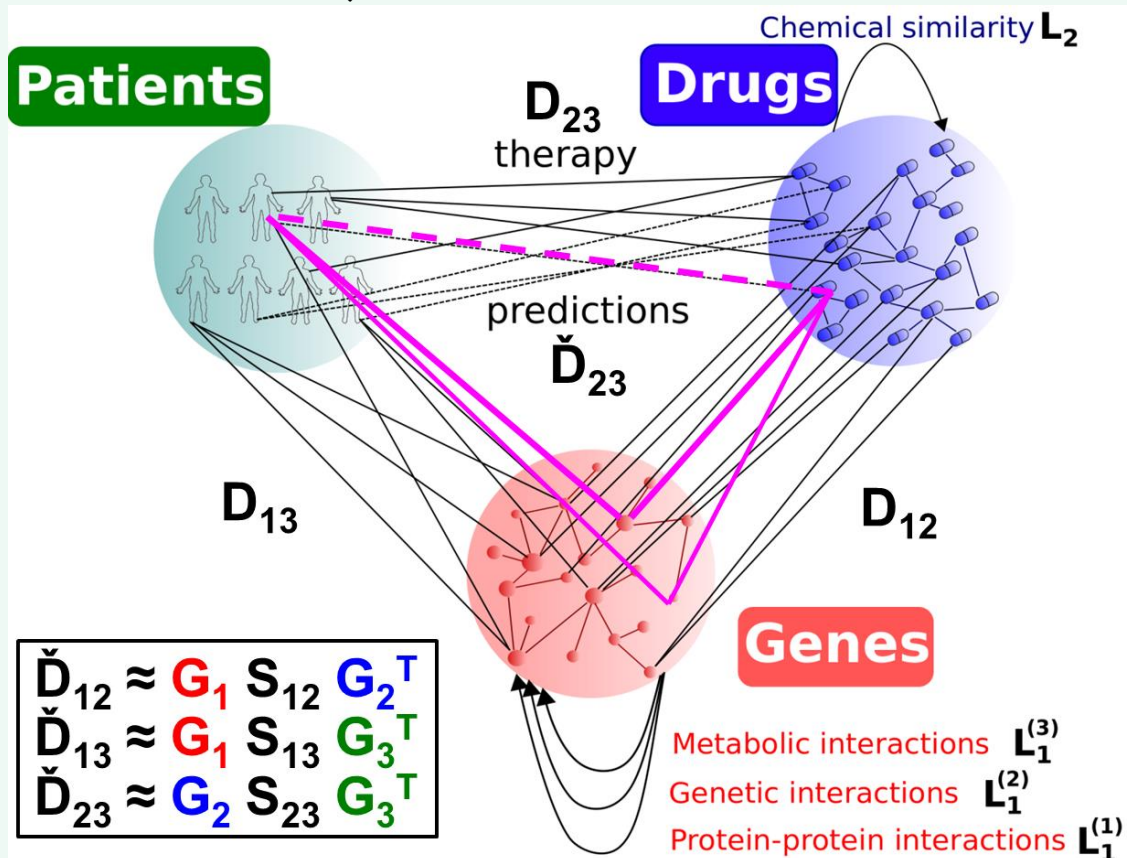 Chemical similarity L₂
Patients
Drugs
D₂₃
therapy
predictions
Ď₂₃
D₁₃
D₁₂
Genes
Ď₁₂ ≈ G₁ S₁₂ G₂ᵀ
Ď₁₃ ≈ G₁ S₁₃ G₃ᵀ
Ď₂₃ ≈ G₂ S₂₃ G₃ᵀ
Metabolic interactions L₁⁽³⁾
Genetic interactions L₁⁽²⁾
Protein-protein interactions L₁⁽¹⁾